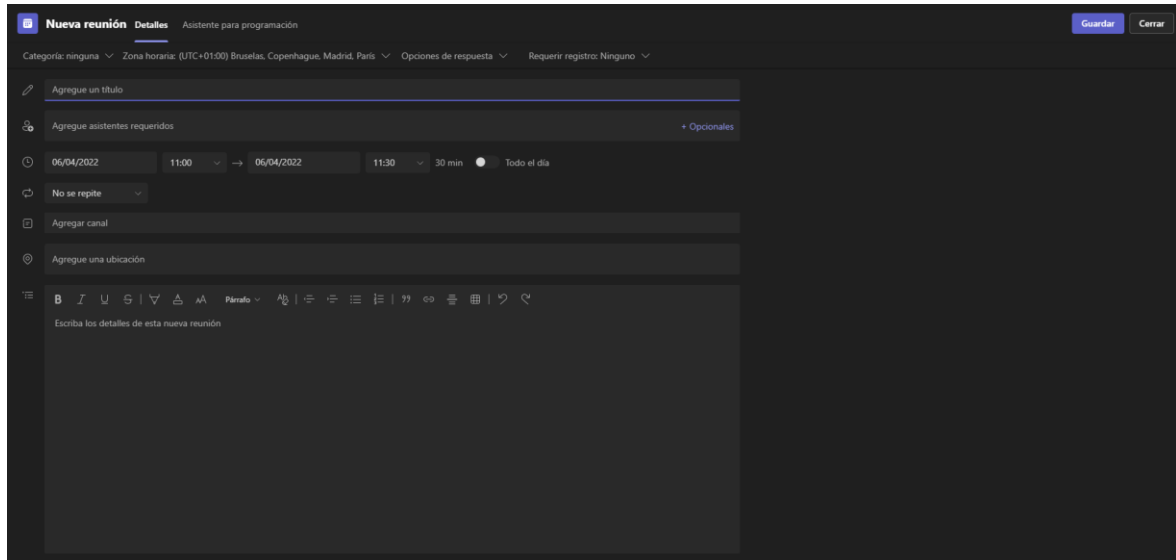 Nueva reunión Detalles Asistente para programación Guardar Cerrar
Categoría: ninguna Zona horaria: (UTC+01:00) Bruselas, Copenhague, Madrid, París Opciones de respuesta Requerir registro: Ninguno
Agregue un título
Agregue asistentes requeridos + Opcionales
06/04/2022 11:00 → 06/04/2022 11:30 30 min Todo el día
No se repite
Agregar canal
Agregue una ubicación
B I U S A AA Párrafo
Escriba los detalles de esta nueva reunión